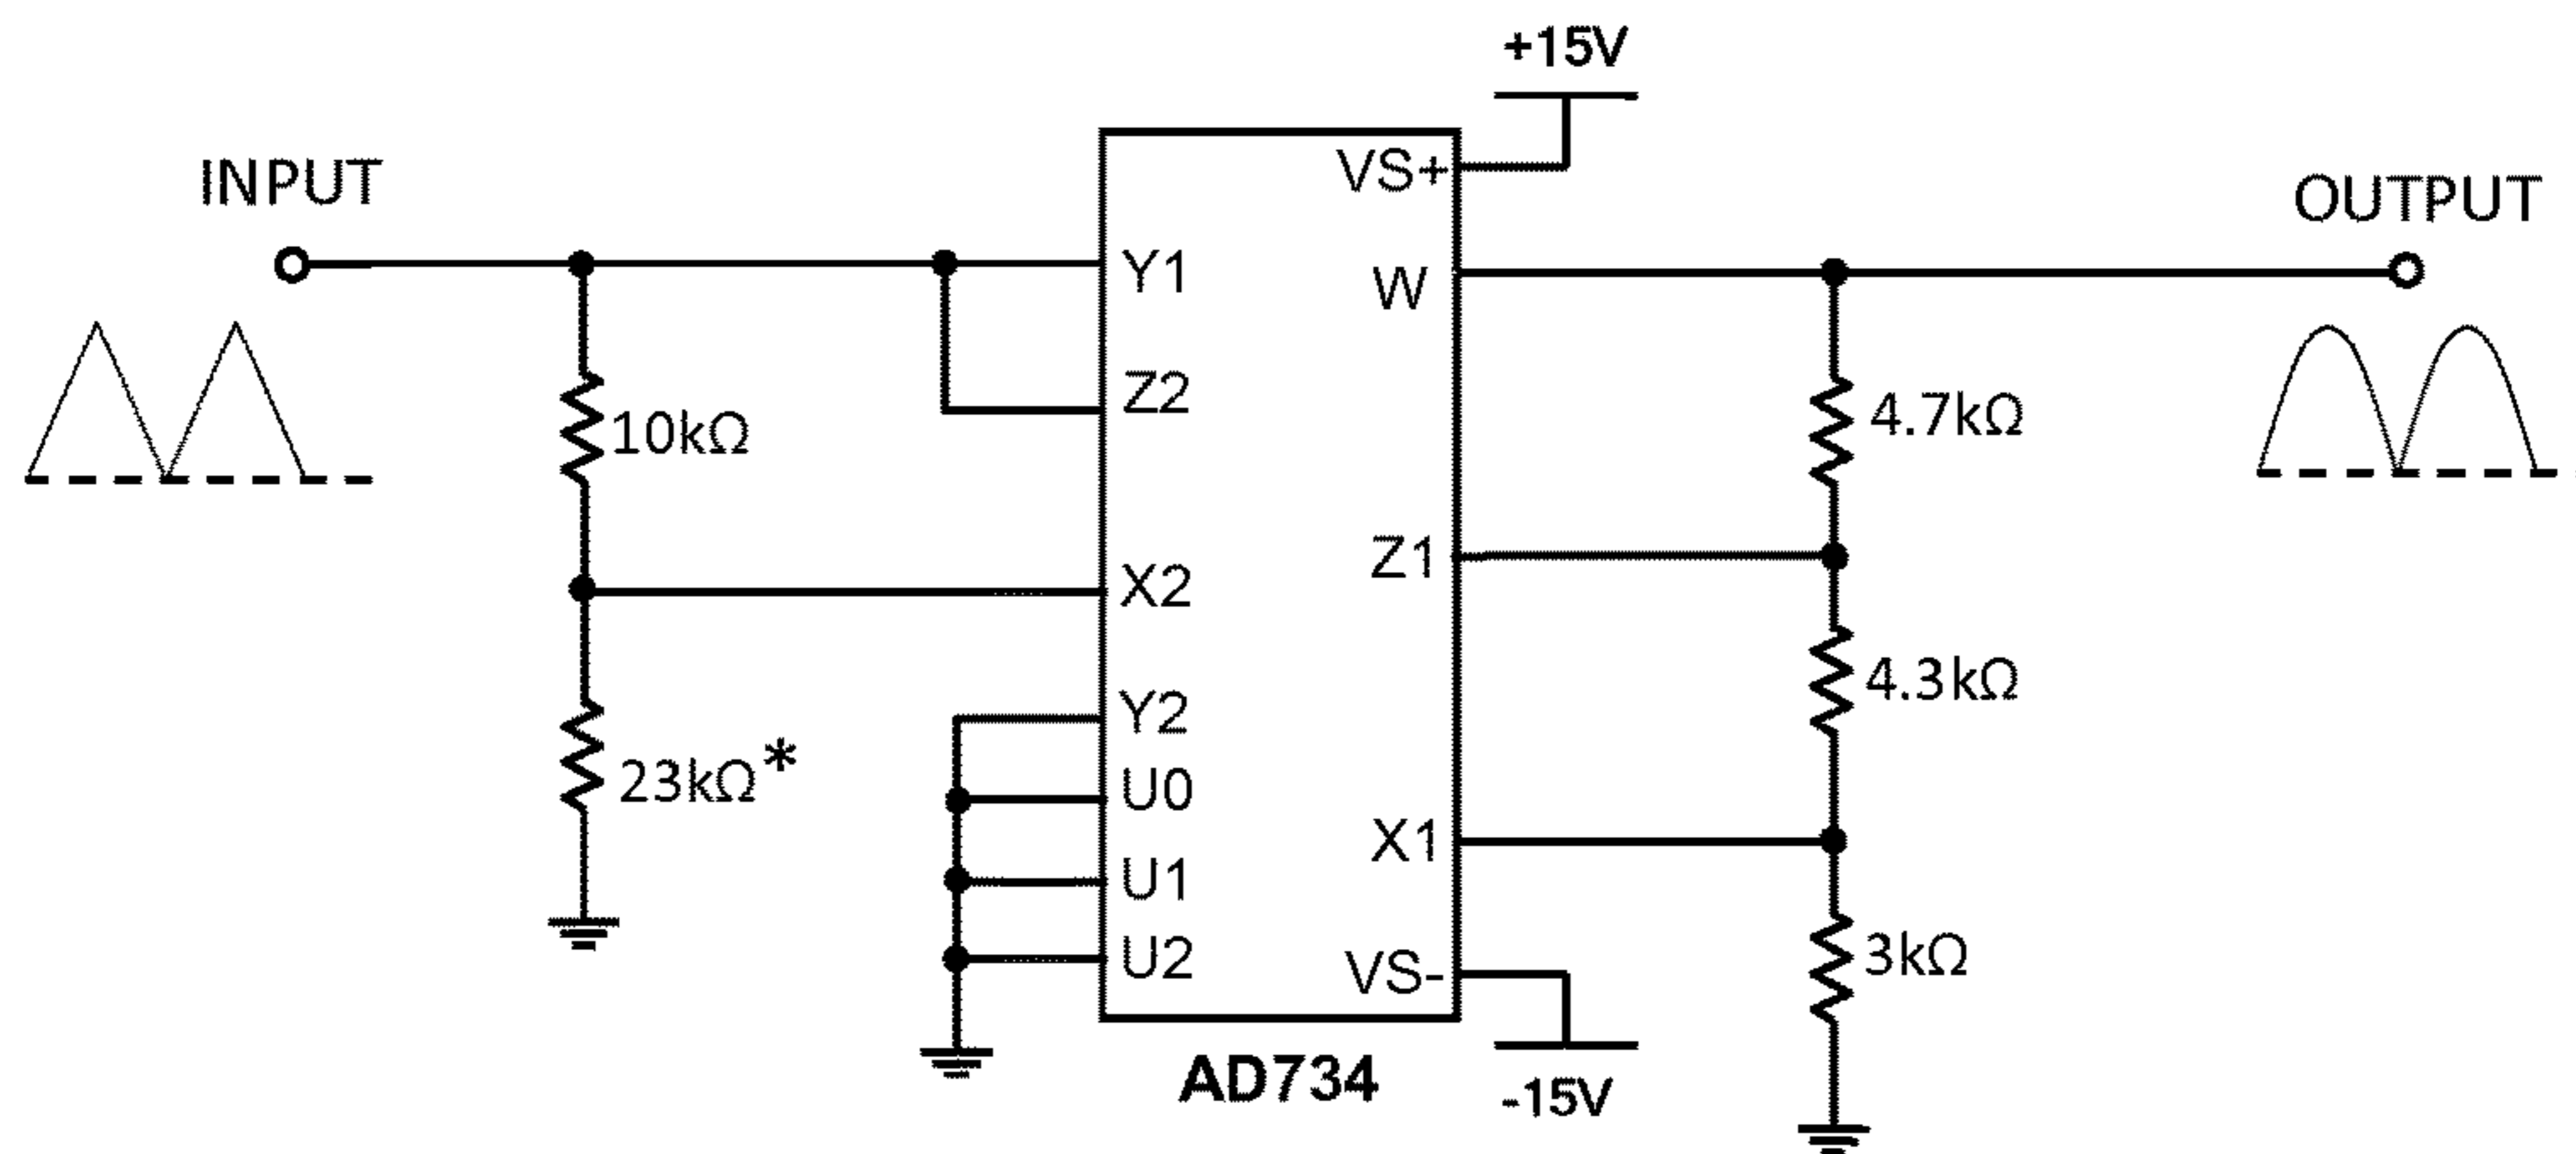 +15V
INPUT
OUTPUT
VS+
Y1
W
Z2
10kΩ
4.7kΩ
Z1
X2
4.3kΩ
Y2
23kΩ*
U0
X1
U1
U2
VS-
3kΩ
AD734
-15V